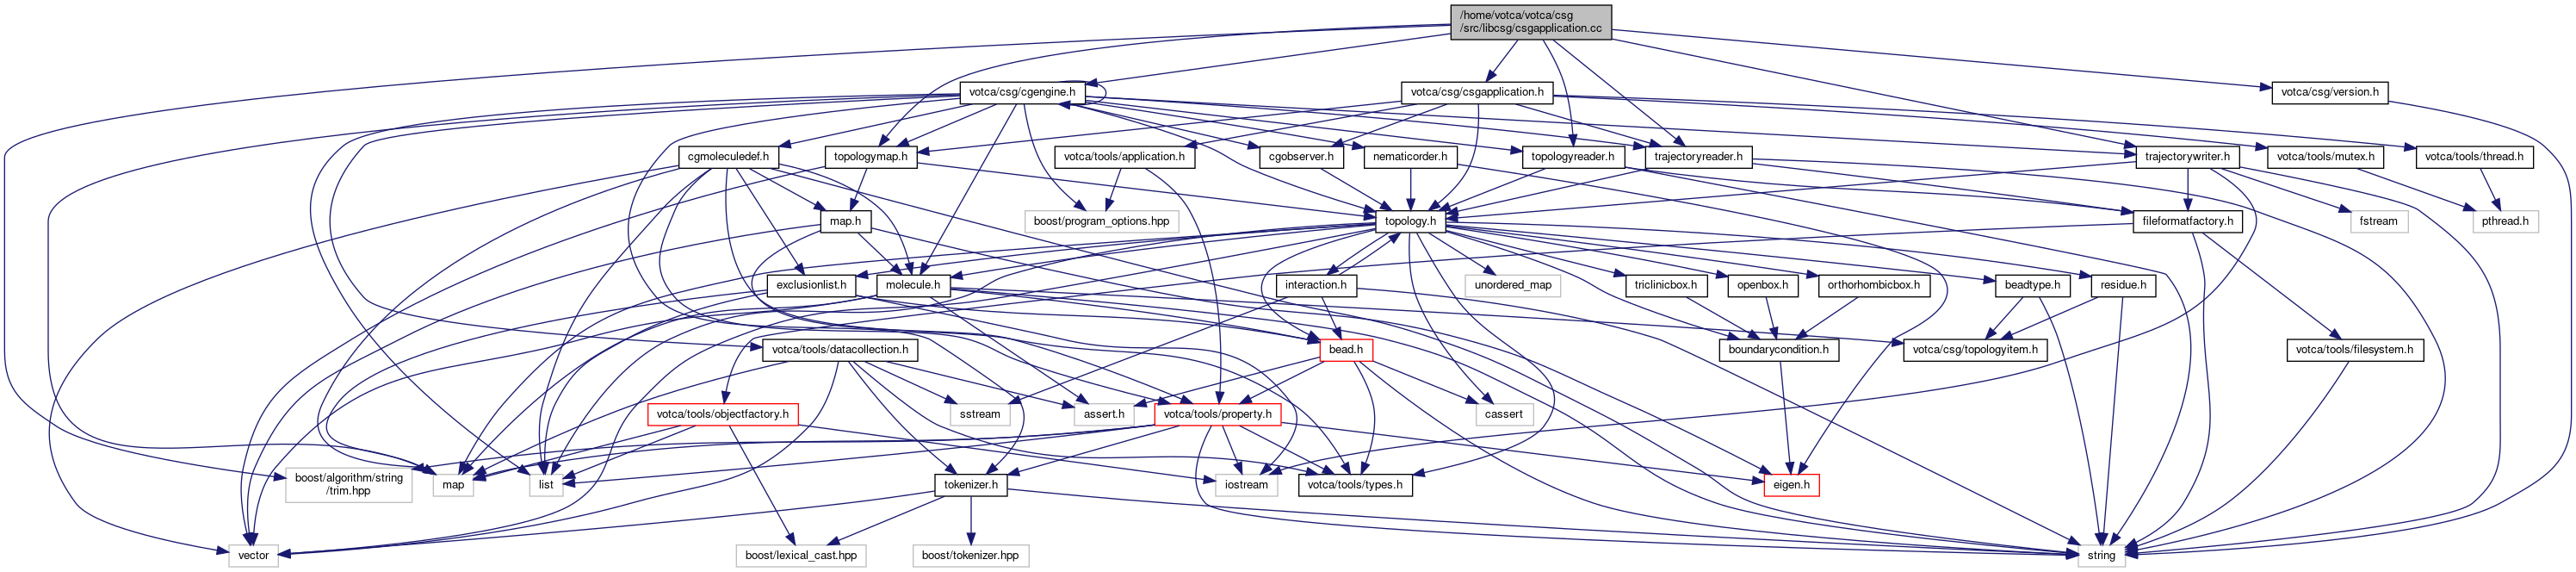 /home/votca/votca/csg
/src/libcsg/csgapplication.cc
votca/csg/cgengine.h
votca/csg/csgapplication.h
votca/csg/version.h
cgmoleculedef.h
topologymap.h
votca/tools/application.h
cgobserver.h
nematicorder.h
topologyreader.h
trajectoryreader.h
trajectorywriter.h
votca/tools/mutex.h
votca/tools/thread.h
map.h
boost/program_options.hpp
topology.h
fileformatfactory.h
fstream
pthread.h
exclusionlist.h
molecule.h
interaction.h
unordered_map
triclinicbox.h
openbox.h
orthorhombicbox.h
beadtype.h
residue.h
votca/tools/datacollection.h
bead.h
boundarycondition.h
votca/csg/topologyitem.h
votca/tools/filesystem.h
votca/tools/objectfactory.h
sstream
assert.h
votca/tools/property.h
cassert
boost/algorithm/string
/trim.hpp
map
list
tokenizer.h
iostream
votca/tools/types.h
eigen.h
vector
boost/lexical_cast.hpp
boost/tokenizer.hpp
string